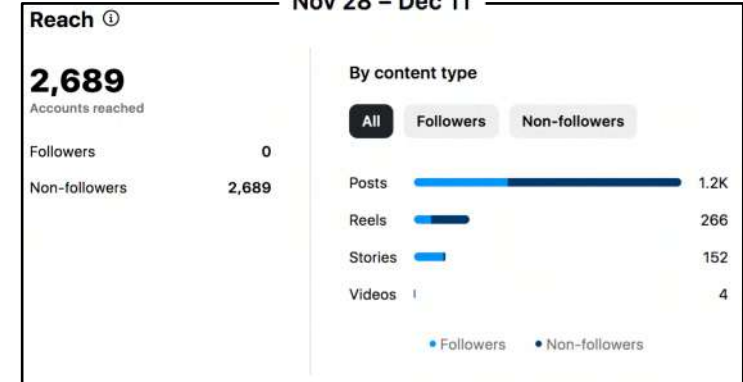 Nov 28 – Dec 11
Reach ⓘ
2,689
Accounts reached
Followers 0
Non-followers 2,689
By content type
All Followers Non-followers
Posts 1.2K
Reels 266
Stories 152
Videos 4
Followers Non-followers